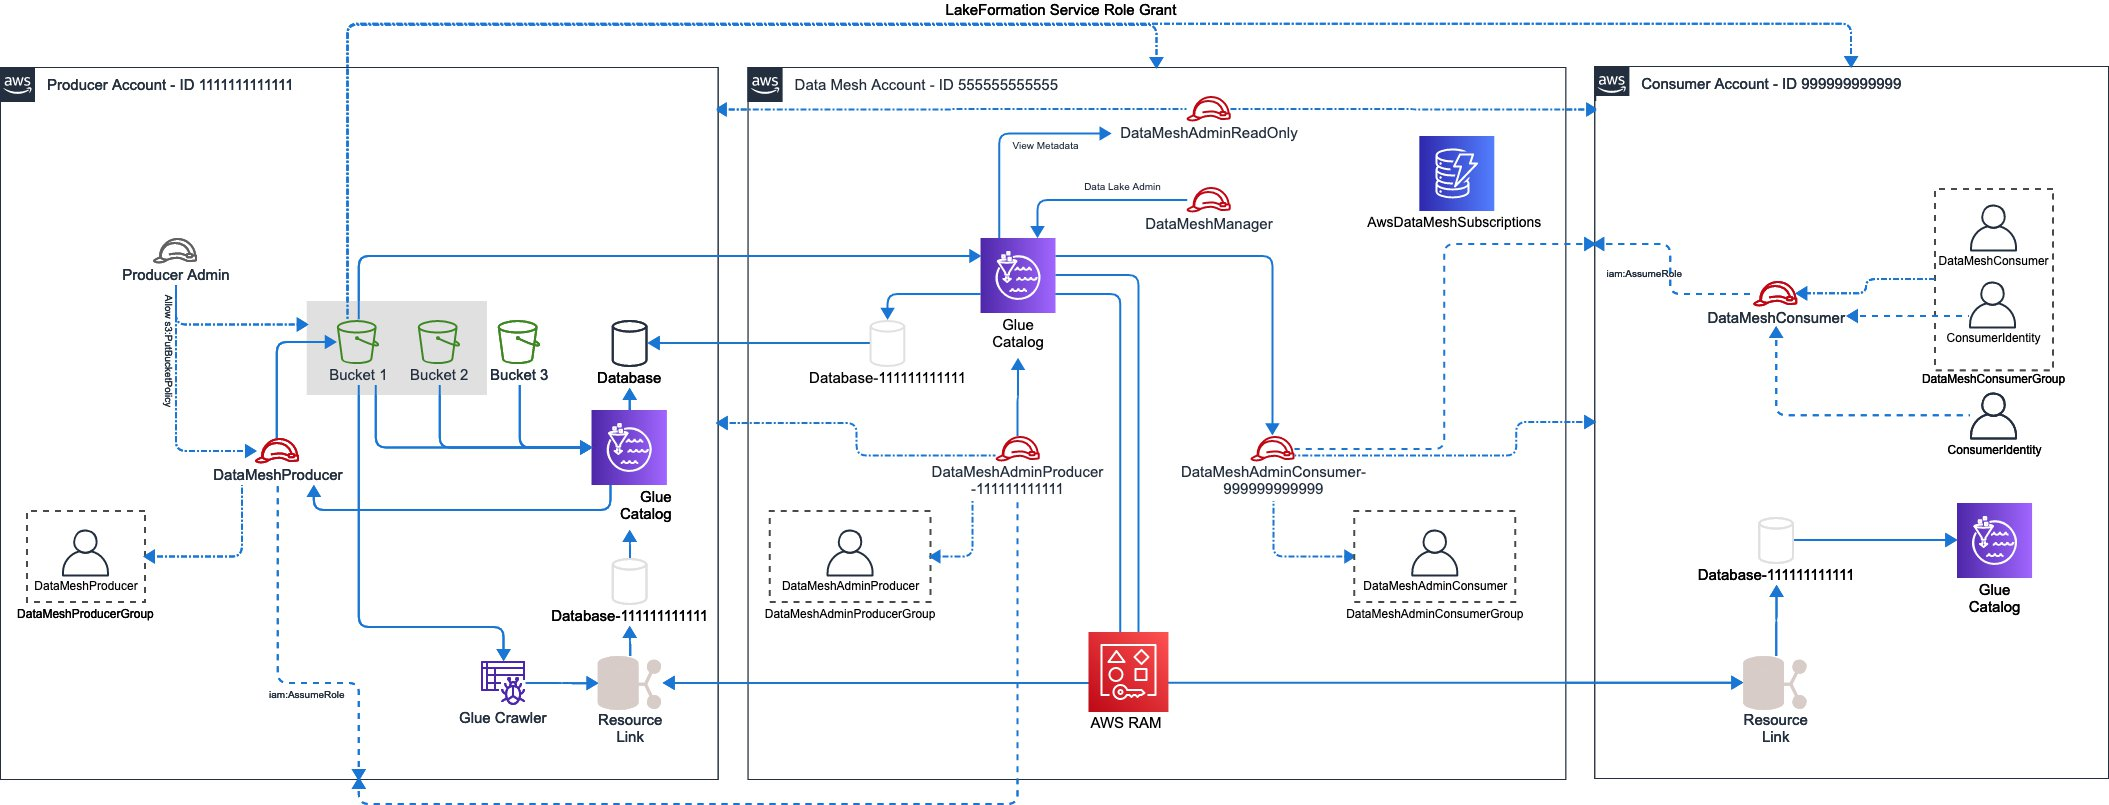 LakeFormation Service Role Grant
aws
Producer Account - ID 1111111111111
Producer Admin
Allow s3:PutBucketPolicy
Bucket 1
Bucket 2
Bucket 3
Database
Glue
Catalog
DataMeshProducer
DataMeshProducer
DataMeshProducerGroup
Database-111111111111
iam:AssumeRole
Glue Crawler
Resource
Link
aws
Data Mesh Account - ID 555555555555
DataMeshAdminReadOnly
View Metadata
Data Lake Admin
DataMeshManager
AwsDataMeshSubscriptions
Glue
Catalog
Database-111111111111
DataMeshAdminProducer
-111111111111
DataMeshAdminConsumer-
999999999999
DataMeshAdminProducer
DataMeshAdminProducerGroup
DataMeshAdminConsumer
DataMeshAdminConsumerGroup
AWS RAM
aws
Consumer Account - ID 999999999999
DataMeshConsumer
iam:AssumeRole
DataMeshConsumer
ConsumerIdentity
DataMeshConsumerGroup
ConsumerIdentity
Database-111111111111
Glue
Catalog
Resource
Link